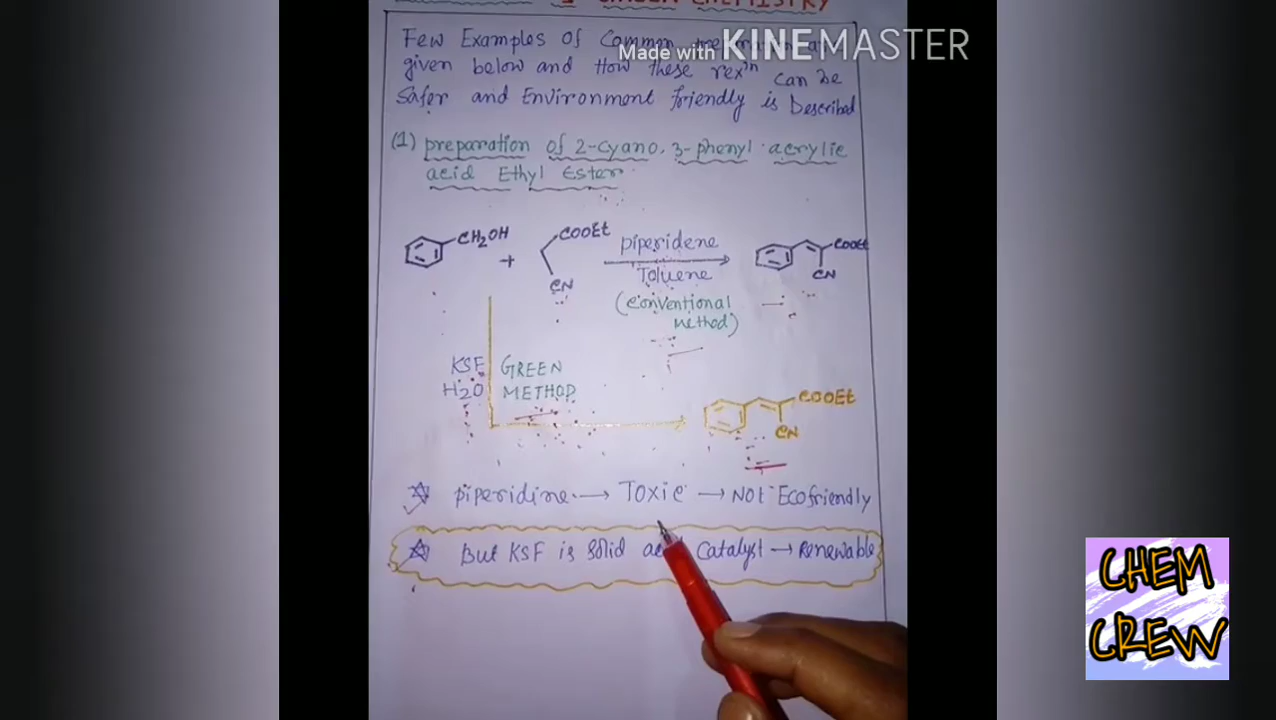 GREEN CHEMISTRY
Made with KINEMASTER
Few Examples Of Common
given below and How these rexⁿ can be
Safer and Environment friendly is Described
(1) preparation of 2-cyano, 3-phenyl acrylic
acid Ethyl Ester
CH2OH
+
COOEt
CN
piperidene
Toluene
(Conventional
method)
COOEt
CN
KSF
H2O
GREEN
METHOD
COOEt
CN
piperidine → Toxic → NOt Ecofriendly
But KSF is Solid Catalyst → Renewable
CHEM
CREW